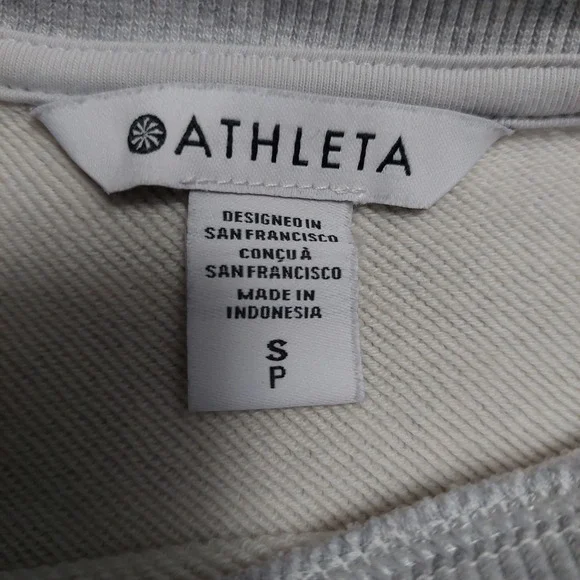 ATHLETA
DESIGNED IN
SAN FRANCISCO
CONÇU À
SAN FRANCISCO
MADE IN
INDONESIA
S
P